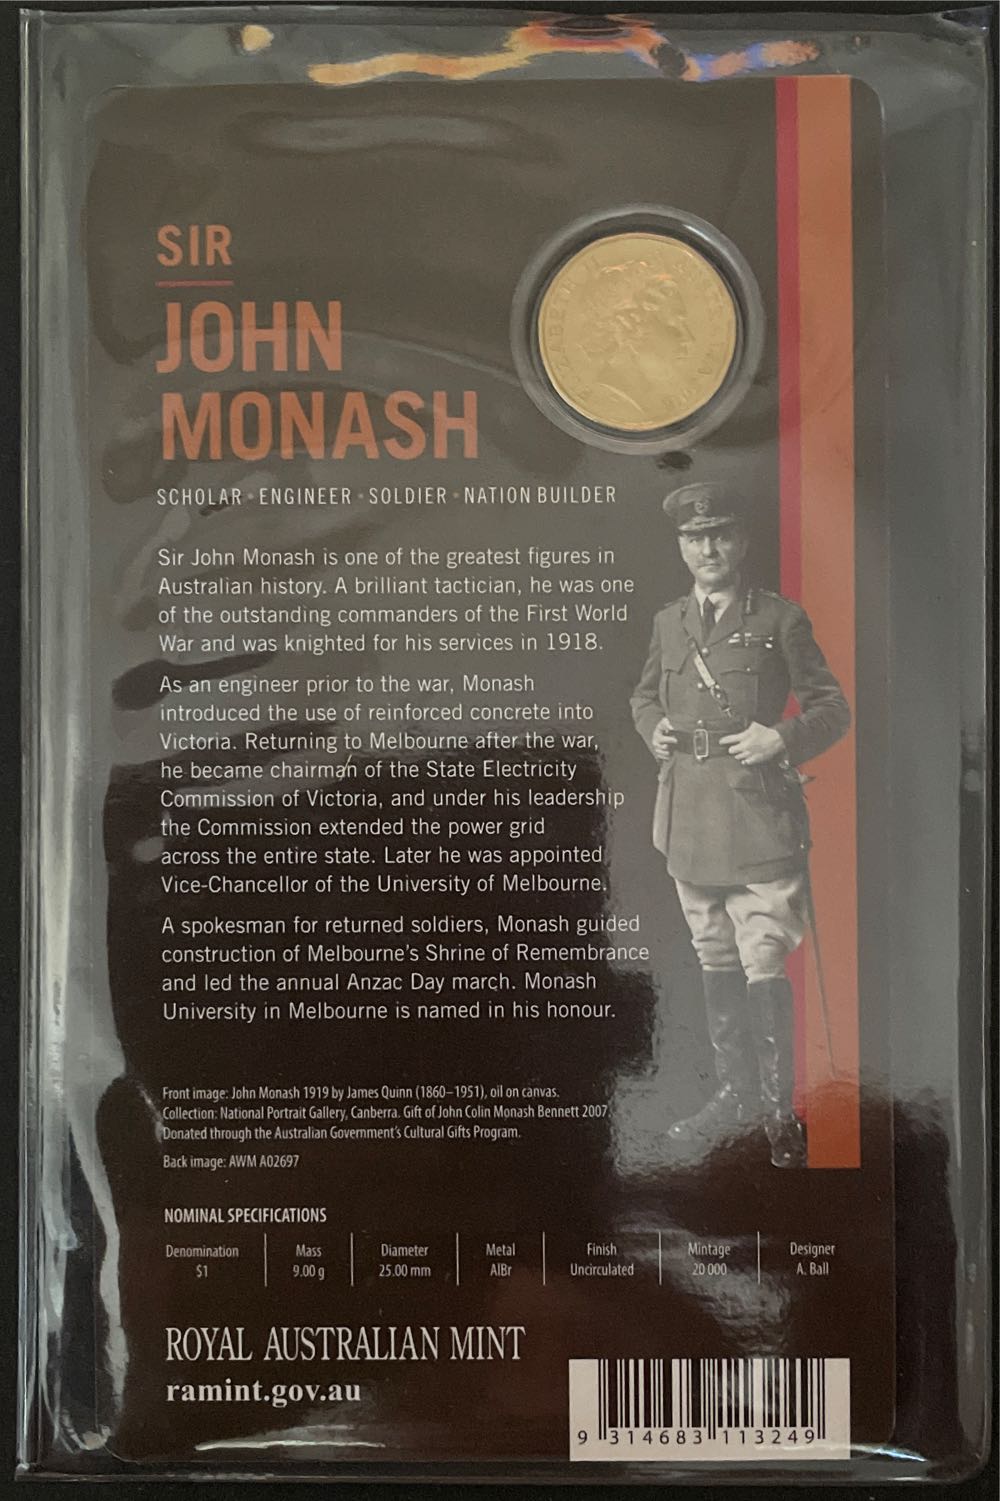 SIR
JOHN
MONASH
SCHOLAR • ENGINEER • SOLDIER • NATION BUILDER
Sir John Monash is one of the greatest figures in
Australian history. A brilliant tactician, he was one
of the outstanding commanders of the First World
War and was knighted for his services in 1918.
As an engineer prior to the war, Monash
introduced the use of reinforced concrete into
Victoria. Returning to Melbourne after the war,
he became chairman of the State Electricity
Commission of Victoria, and under his leadership
the Commission extended the power grid
across the entire state. Later he was appointed
Vice-Chancellor of the University of Melbourne.
A spokesman for returned soldiers, Monash guided
construction of Melbourne's Shrine of Remembrance
and led the annual Anzac Day march. Monash
University in Melbourne is named in his honour.
Front image: John Monash 1919 by James Quinn (1860–1951), oil on canvas.
Collection: National Portrait Gallery, Canberra. Gift of John Colin Monash Bennett 2007.
Donated through the Australian Government's Cultural Gifts Program.
Back image: AWM A02697
NOMINAL SPECIFICATIONS
Denomination Mass Diameter Metal Finish Mintage Designer
$1 9.00 g 25.00 mm AlBr Uncirculated 20 000 A. Ball
ROYAL AUSTRALIAN MINT
ramint.gov.au
9 314683 113249